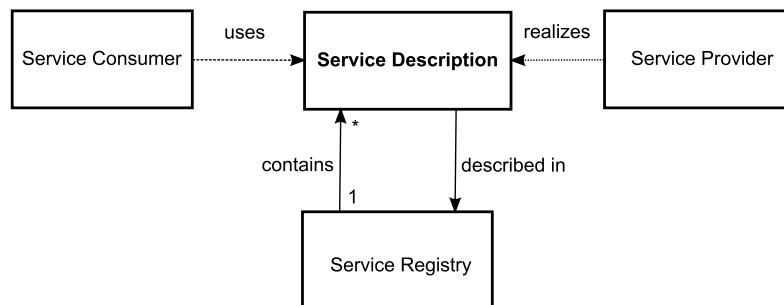 uses
realizes
Service Consumer
Service Description
Service Provider
*
contains
described in
1
Service Registry